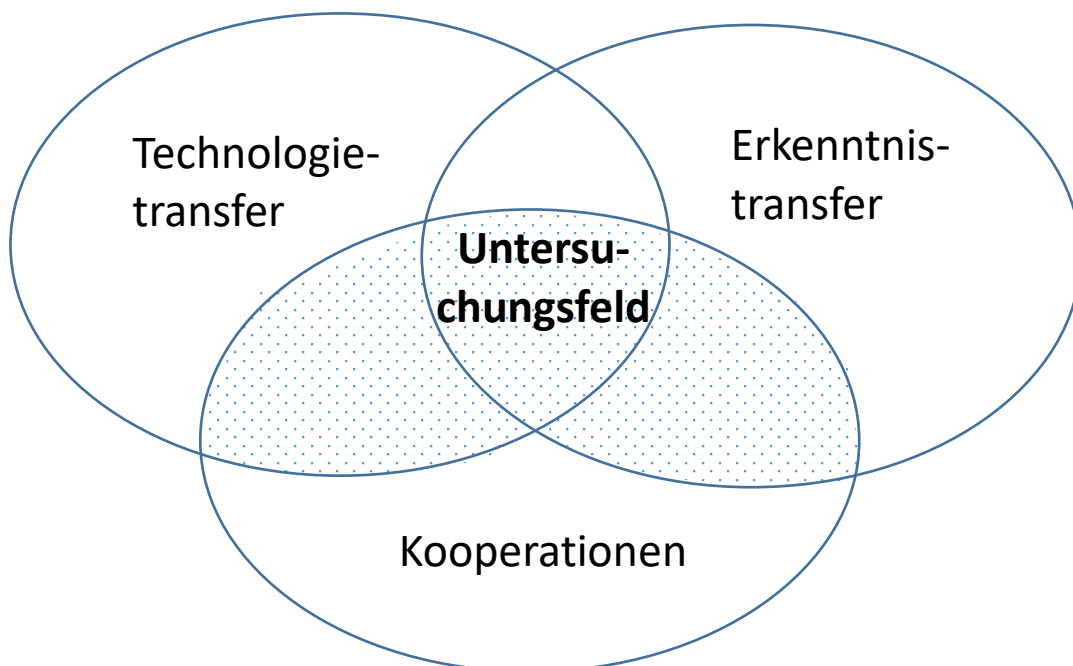 Technologie-
transfer
Erkenntnis-
transfer
Untersu-
chungsfeld
Kooperationen